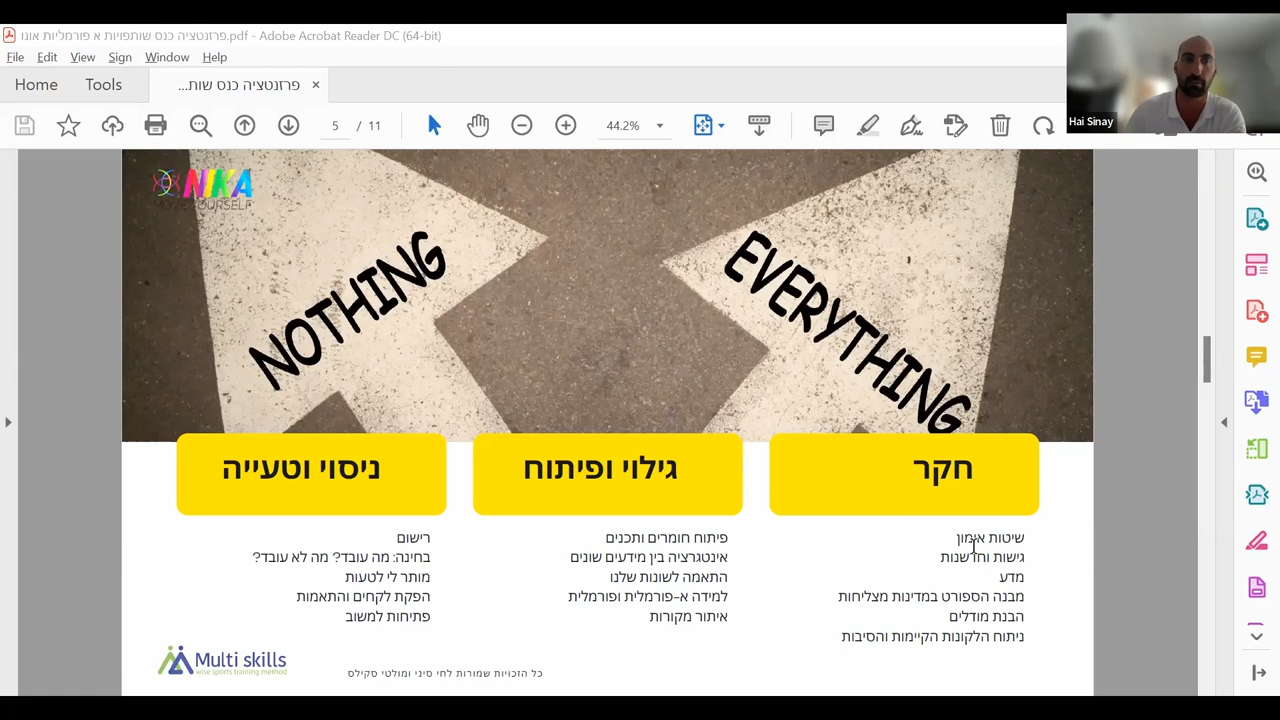 פרזנטציה כנס שותפויות א פורמליות אונו.pdf - Adobe Acrobat Reader DC (64-bit)
File Edit View Sign Window Help
Home Tools פרזנטציה כנס שות... ×
5 / 11 44.2%
Hai Sinay
NIKA
MOVE YOURSELF
NOTHING
EVERYTHING
חקר
שיטות אימון
גישות וחדשנות
מדע
מבנה הספורט במדינות מצליחות
הבנת מודלים
ניתוח הלקונות הקיימות והסיבות
גילוי ופיתוח
פיתוח חומרים ותכנים
אינטגרציה בין מידעים שונים
התאמה לשונות שלנו
למידה א-פורמלית ופורמלית
איתור מקורות
ניסוי וטעייה
רישום
בחינה: מה עובד? מה לא עובד?
מותר לי לטעות
הפקת לקחים והתאמות
פתיחות למשוב
Multi skills
wise sports training method
כל הזכויות שמורות לחי סיני ומולטי סקילס